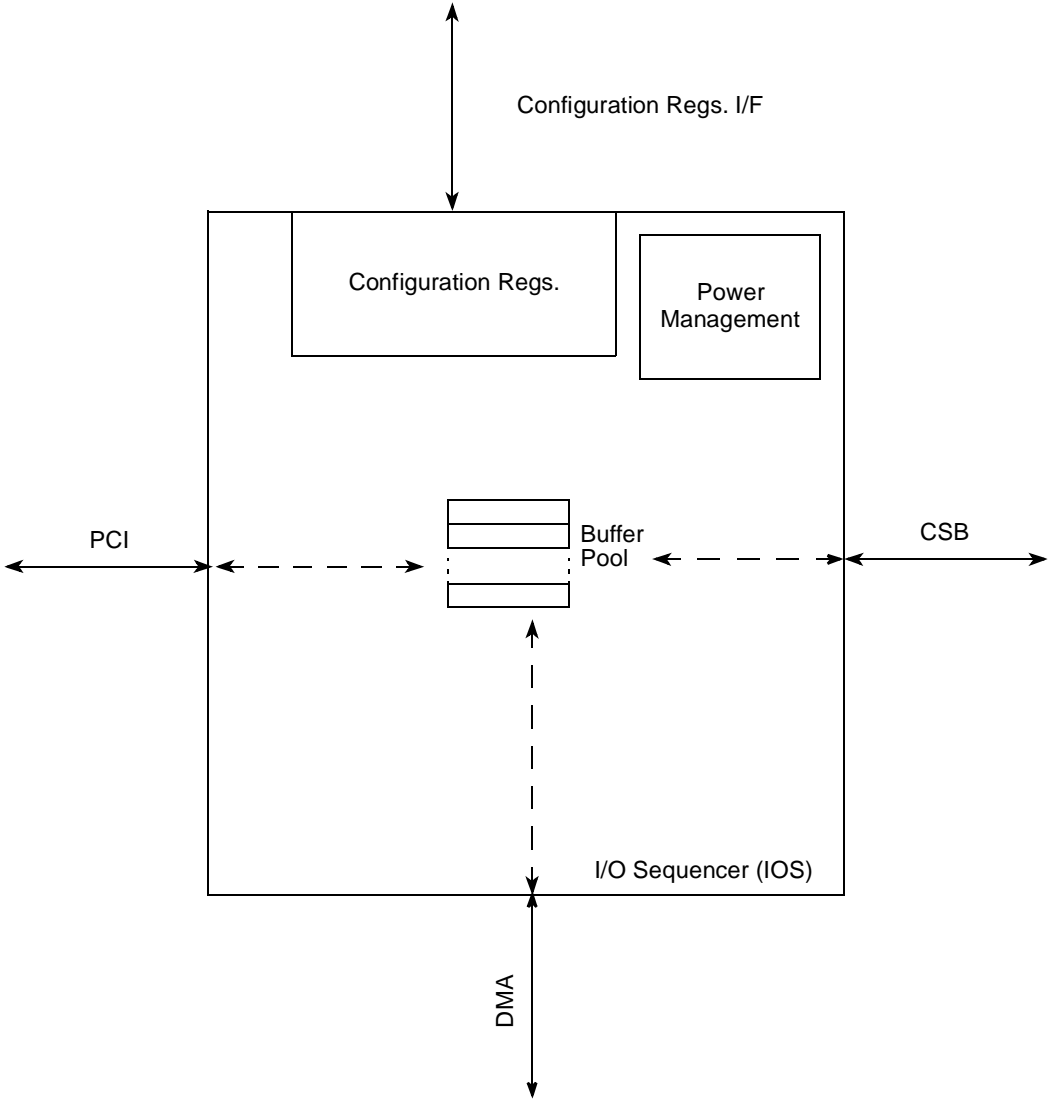 Configuration Regs. I/F
Configuration Regs.
Power
Management
PCI
Buffer
Pool
CSB
I/O Sequencer (IOS)
DMA